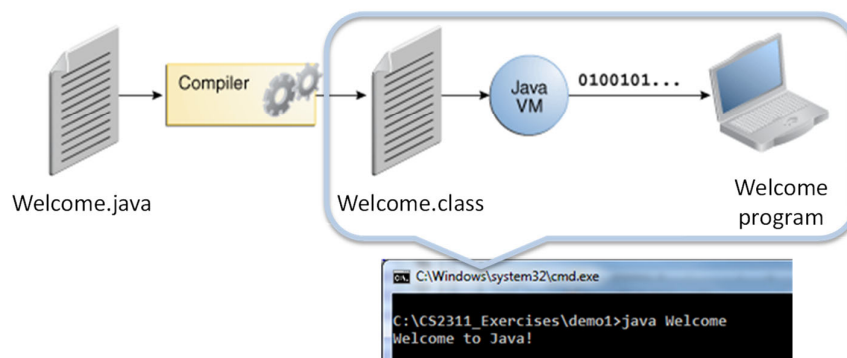 Compiler
Java
VM
0100101...
Welcome.java
Welcome.class
Welcome
program
C:\Windows\system32\cmd.exe
C:\CS2311_Exercises\demo1>java Welcome
Welcome to Java!